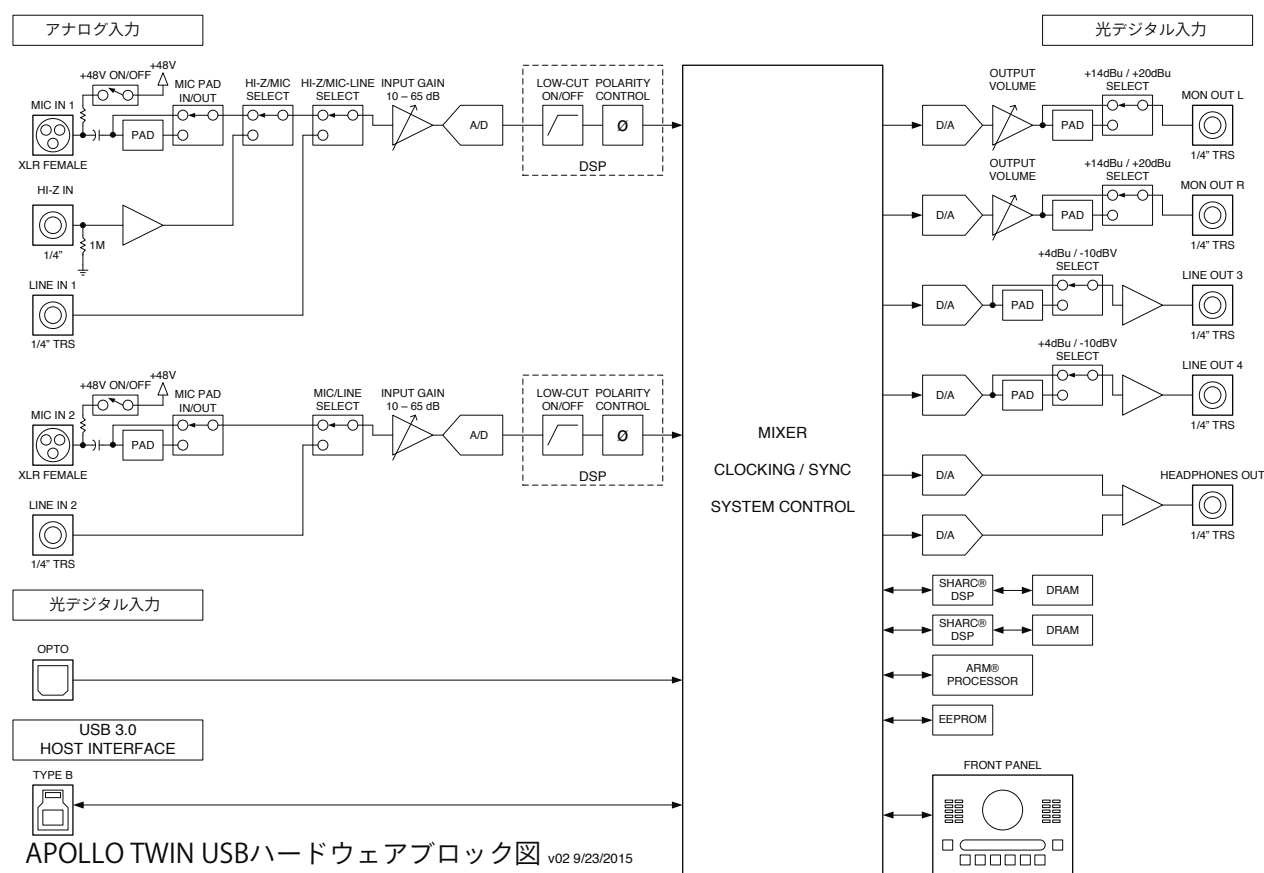 アナログ入力
+48V ON/OFF
+48V
MIC PAD
IN/OUT
HI-Z/MIC
SELECT
HI-Z/MIC-LINE
SELECT
INPUT GAIN
10 – 65 dB
LOW-CUT
ON/OFF
POLARITY
CONTROL
MIC IN 1
PAD
A/D
Ø
XLR FEMALE
DSP
HI-Z IN
1M
1/4"
LINE IN 1
1/4" TRS
+48V ON/OFF
+48V
MIC PAD
IN/OUT
MIC/LINE
SELECT
INPUT GAIN
10 – 65 dB
LOW-CUT
ON/OFF
POLARITY
CONTROL
MIC IN 2
PAD
A/D
Ø
XLR FEMALE
DSP
LINE IN 2
1/4" TRS
光デジタル入力
OPTO
USB 3.0
HOST INTERFACE
TYPE B
MIXER
CLOCKING / SYNC
SYSTEM CONTROL
光デジタル入力
OUTPUT
VOLUME
+14dBu / +20dBu
SELECT
MON OUT L
D/A
PAD
1/4" TRS
OUTPUT
VOLUME
+14dBu / +20dBu
SELECT
MON OUT R
D/A
PAD
1/4" TRS
+4dBu / -10dBV
SELECT
LINE OUT 3
D/A
PAD
1/4" TRS
+4dBu / -10dBV
SELECT
LINE OUT 4
D/A
PAD
1/4" TRS
D/A
HEADPHONES OUT
D/A
1/4" TRS
SHARC®
DSP
DRAM
SHARC®
DSP
DRAM
ARM®
PROCESSOR
EEPROM
FRONT PANEL
APOLLO TWIN USBハードウェアブロック図 v02 9/23/2015